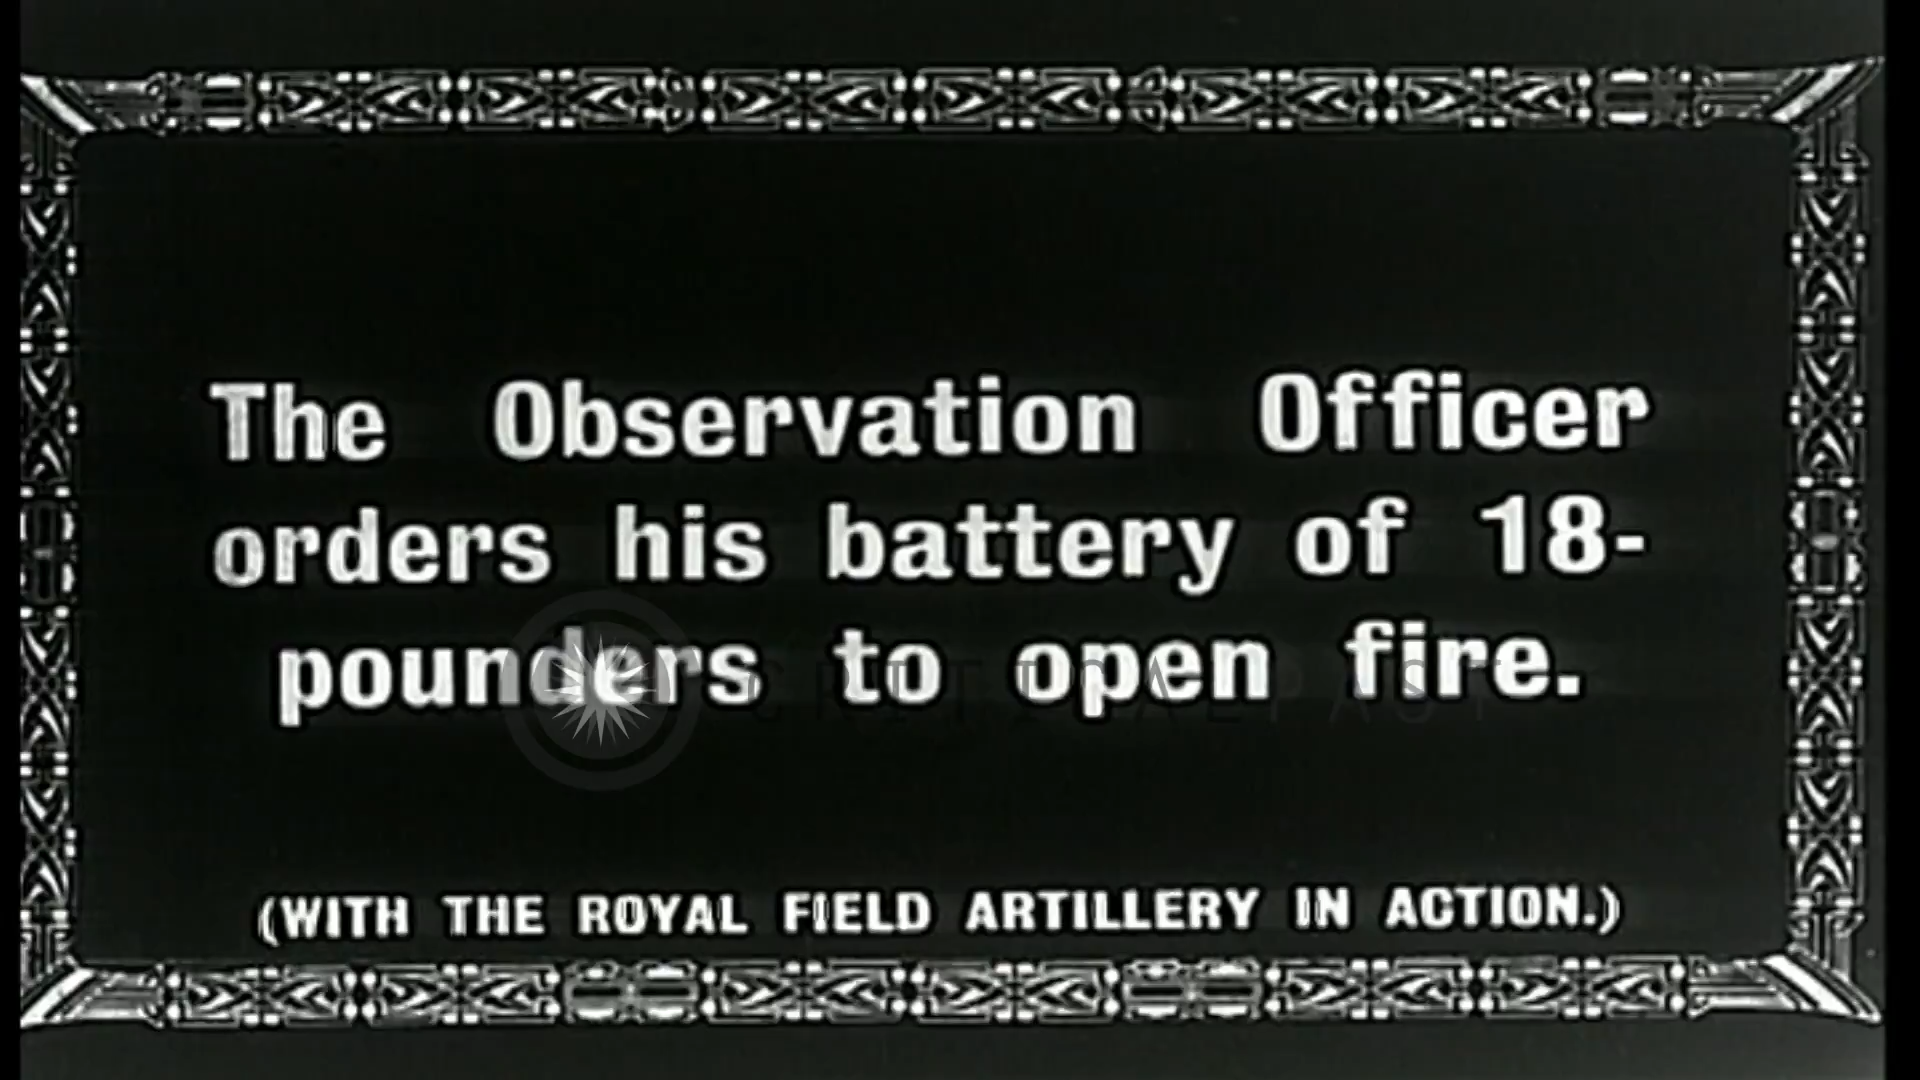 The Observation Officer
orders his battery of 18-
pounders to open fire.
CRITICALPAST
(WITH THE ROYAL FIELD ARTILLERY IN ACTION.)